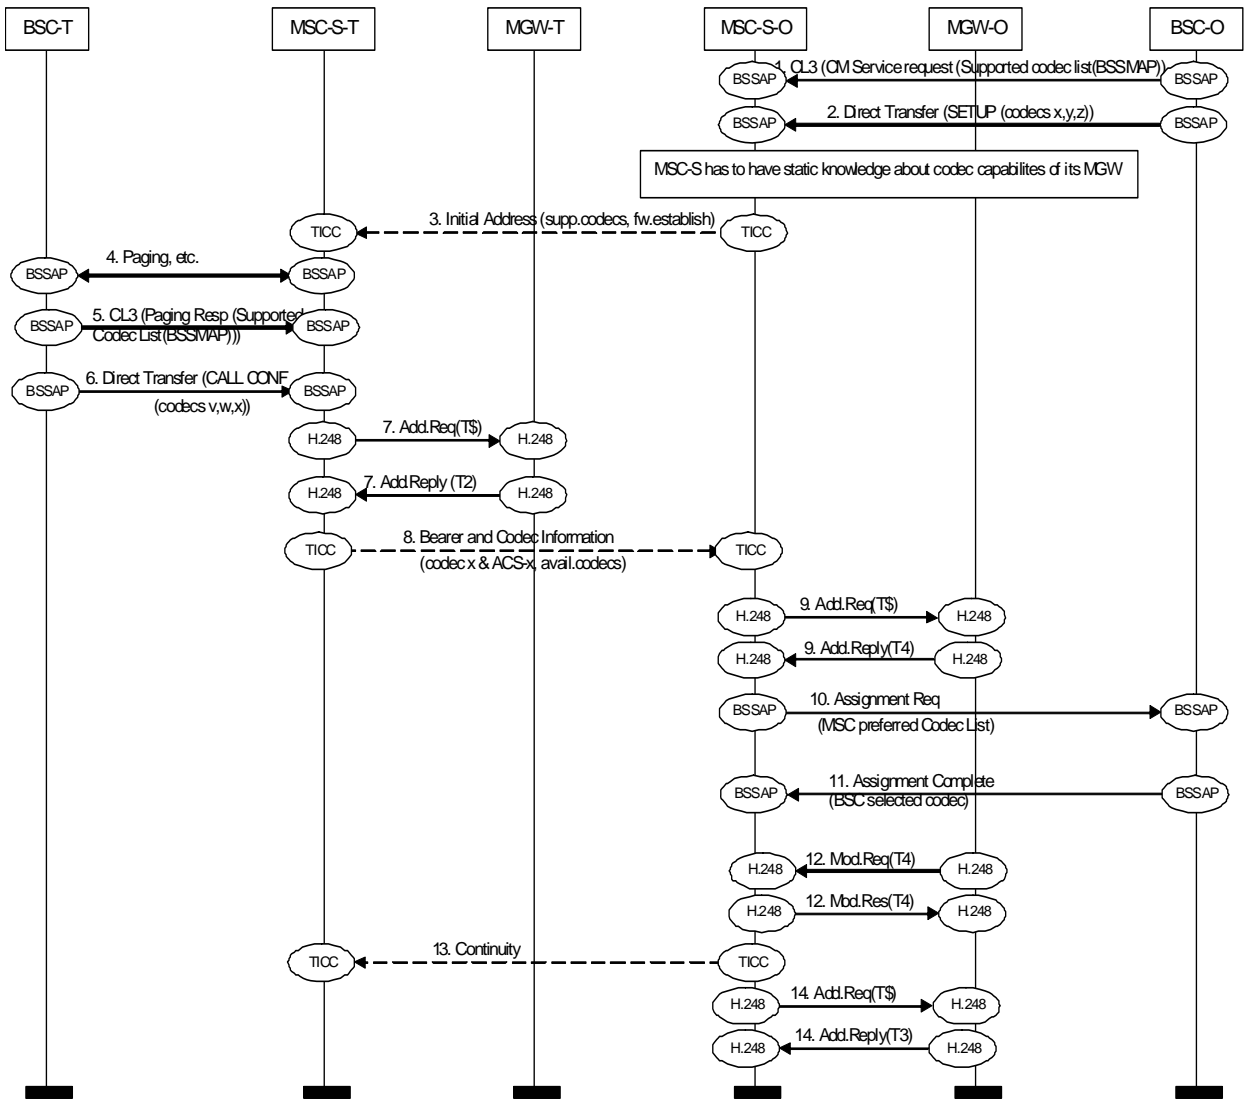 BSC-T
MSC-S-T
MGW-T
MSC-S-O
MGW-O
BSC-O
BSSAP
1. CL3 (CM Service request (Supported codec list(BSSMAP))
BSSAP
BSSAP
2. Direct Transfer (SETUP (codecs x,y,z))
BSSAP
MSC-S has to have static knowledge about codec capabilites of its MGW
TICC
3. Initial Address (supp.codecs, fw.establish)
TICC
BSSAP
4. Paging, etc.
BSSAP
BSSAP
5. CL3 (Paging Resp (Supported
Codec List(BSSMAP)))
BSSAP
BSSAP
6. Direct Transfer (CALL CONF
(codecs v,w,x))
BSSAP
H.248
7. Add.Req(T$)
H.248
H.248
7. Add.Reply (T2)
H.248
TICC
8. Bearer and Codec Information
(codec x & ACS-x, avail.codecs)
TICC
H.248
9. Add.Req(T$)
H.248
H.248
9. Add.Reply(T4)
H.248
BSSAP
10. Assignment Req
(MSC preferred Codec List)
BSSAP
BSSAP
11. Assignment Complete
(BSC selected codec)
BSSAP
H.248
12. Mod.Req(T4)
H.248
H.248
12. Mod.Res(T4)
H.248
TICC
13. Continuity
TICC
H.248
14. Add.Req(T$)
H.248
H.248
14. Add.Reply(T3)
H.248